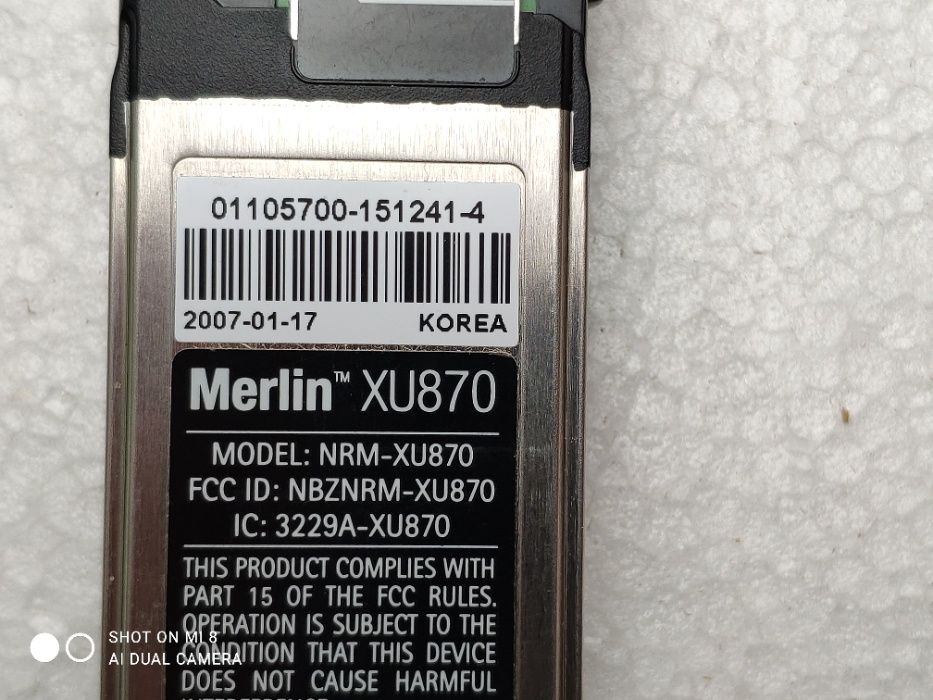 01105700-151241-4
2007-01-17 KOREA
Merlin™ XU870
MODEL: NRM-XU870
FCC ID: NBZNRM-XU870
IC: 3229A-XU870
THIS PRODUCT COMPLIES WITH
PART 15 OF THE FCC RULES.
OPERATION IS SUBJECT TO THE
CONDITION THAT THIS DEVICE
DOES NOT CAUSE HARMFUL
SHOT ON MI 8
AI DUAL CAMERA